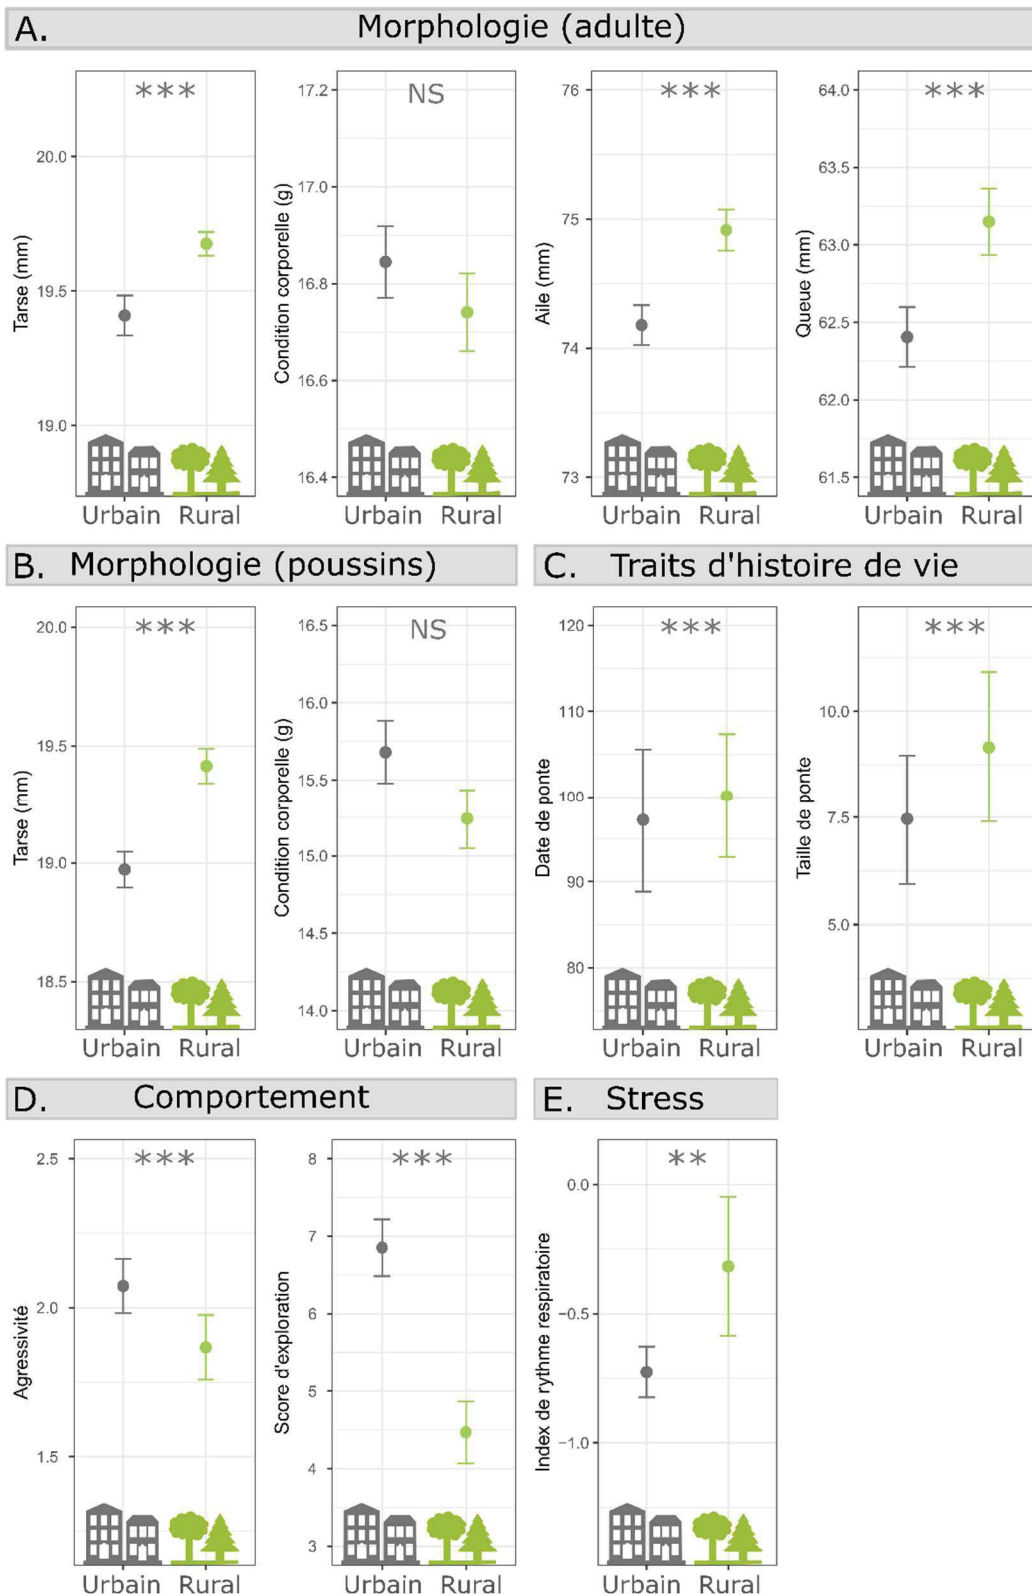 A. Morphologie (adulte)
Tarse (mm)
20.0
19.5
19.0
***
Urbain Rural
Condition corporelle (g)
17.2
17.0
16.8
16.6
16.4
NS
Urbain Rural
Aile (mm)
76
75
74
73
***
Urbain Rural
Queue (mm)
64.0
63.5
63.0
62.5
62.0
61.5
***
Urbain Rural
B. Morphologie (poussins)
Tarse (mm)
20.0
19.5
19.0
18.5
***
Urbain Rural
Condition corporelle (g)
16.5
16.0
15.5
15.0
14.5
14.0
NS
Urbain Rural
C. Traits d'histoire de vie
Date de ponte
120
110
100
90
80
***
Urbain Rural
Taille de ponte
10.0
7.5
5.0
***
Urbain Rural
D. Comportement
Agressivité
2.5
2.0
1.5
***
Urbain Rural
Score d'exploration
8
7
6
5
4
3
***
Urbain Rural
E. Stress
Index de rythme respiratoire
0.0
−0.5
−1.0
**
Urbain Rural